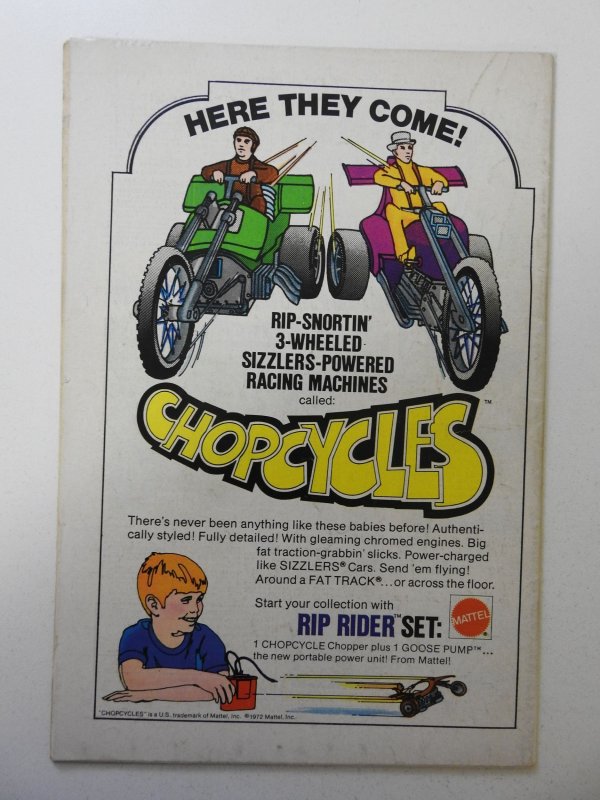 HERE THEY COME!
RIP-SNORTIN'
3-WHEELED
SIZZLERS-POWERED
RACING MACHINES
called:
CHOPCYCLES™
There's never been anything like these babies before! Authenti-
cally styled! Fully detailed! With gleaming chromed engines. Big
fat traction-grabbin' slicks. Power-charged
like SIZZLERS® Cars. Send 'em flying!
Around a FAT TRACK®...or across the floor.
Start your collection with
RIP RIDER™ SET:
MATTEL®
1 CHOPCYCLE Chopper plus 1 GOOSE PUMP™...
the new portable power unit! From Mattel!
"CHOPCYCLES" is a U.S. trademark of Mattel, Inc. ©1972 Mattel, Inc.